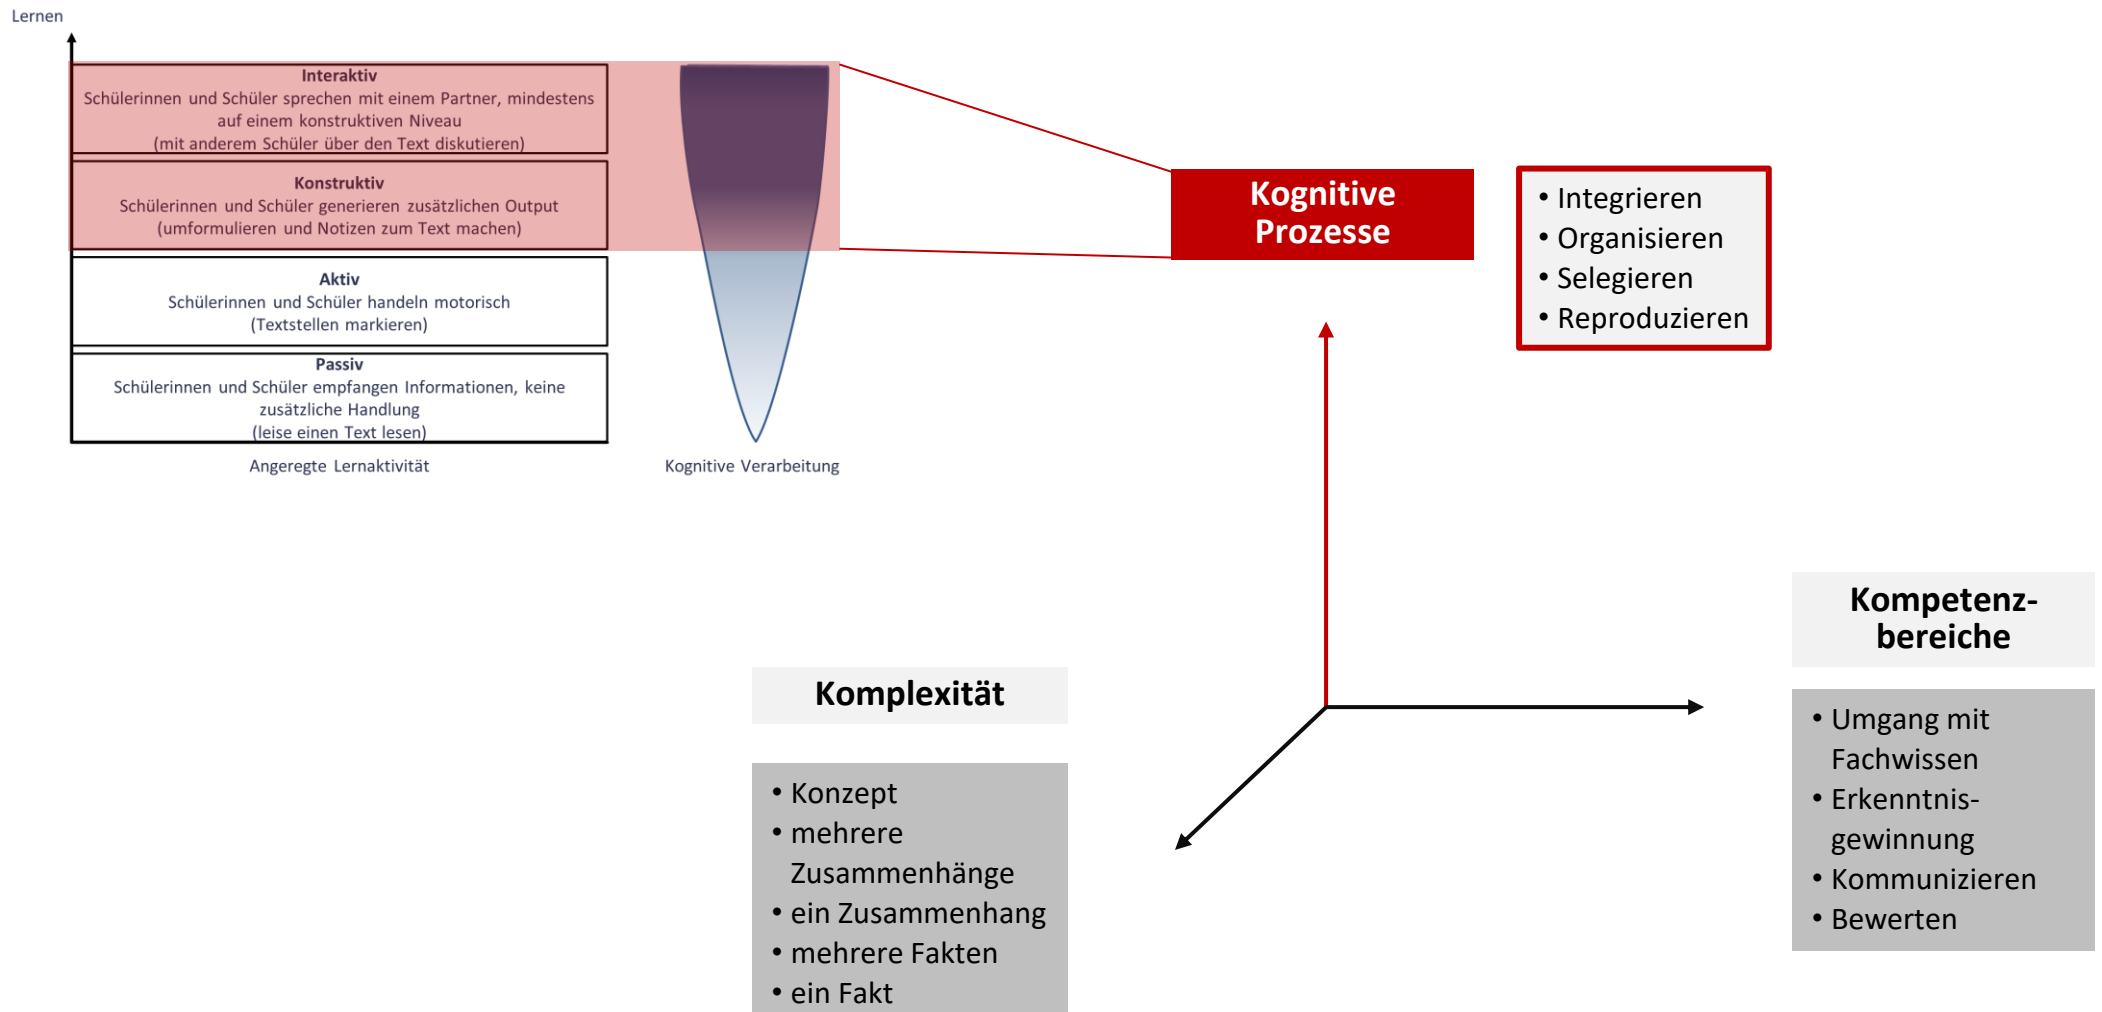 Lernen
Interaktiv
Schülerinnen und Schüler sprechen mit einem Partner, mindestens
auf einem konstruktiven Niveau
(mit anderem Schüler über den Text diskutieren)
Konstruktiv
Schülerinnen und Schüler generieren zusätzlichen Output
(umformulieren und Notizen zum Text machen)
Aktiv
Schülerinnen und Schüler handeln motorisch
(Textstellen markieren)
Passiv
Schülerinnen und Schüler empfangen Informationen, keine
zusätzliche Handlung
(leise einen Text lesen)
Angeregte Lernaktivität
Kognitive Verarbeitung
Kognitive
Prozesse
• Integrieren
• Organisieren
• Selegieren
• Reproduzieren
Kompetenz-
bereiche
• Umgang mit
Fachwissen
• Erkenntnis-
gewinnung
• Kommunizieren
• Bewerten
Komplexität
• Konzept
• mehrere
Zusammenhänge
• ein Zusammenhang
• mehrere Fakten
• ein Fakt